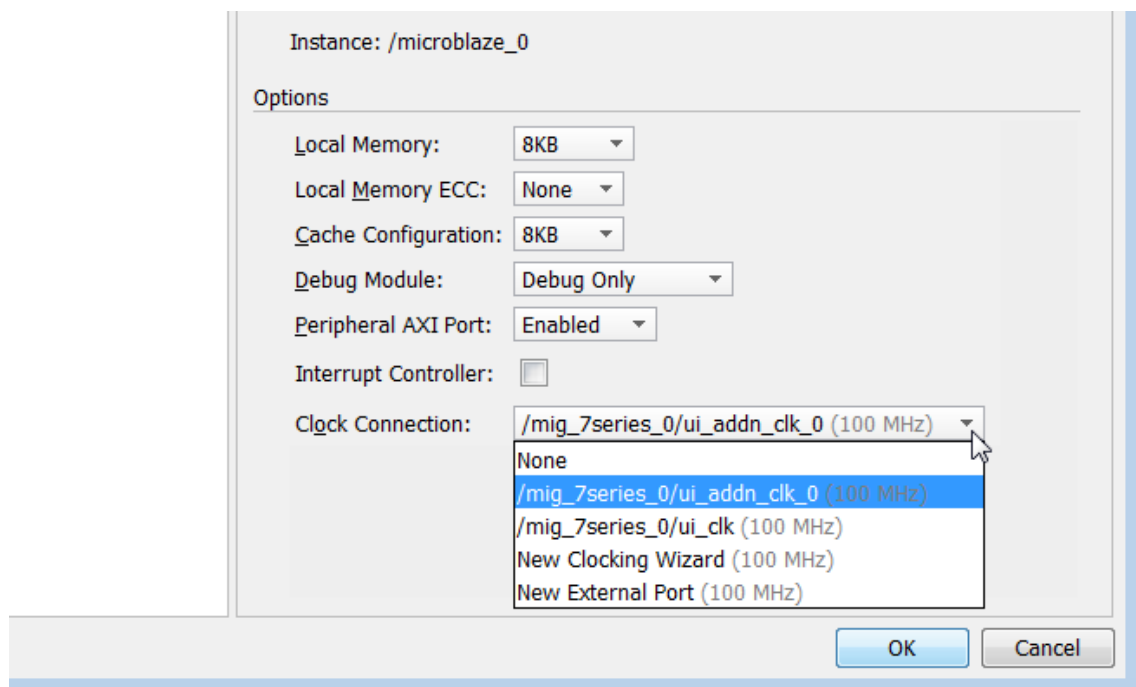 Instance: /microblaze_0
Options
Local Memory: 8KB
Local Memory ECC: None
Cache Configuration: 8KB
Debug Module: Debug Only
Peripheral AXI Port: Enabled
Interrupt Controller:
Clock Connection: /mig_7series_0/ui_addn_clk_0 (100 MHz)
None
/mig_7series_0/ui_addn_clk_0 (100 MHz)
/mig_7series_0/ui_clk (100 MHz)
New Clocking Wizard (100 MHz)
New External Port (100 MHz)
OK Cancel